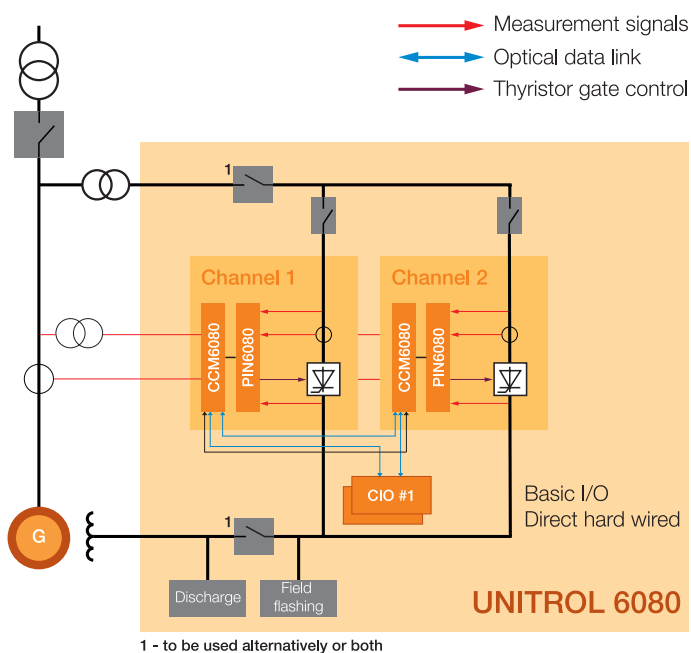 Measurement signals
Optical data link
Thyristor gate control
1
Channel 1
Channel 2
CCM6080
PIN6080
CCM6080
PIN6080
CIO #1
Basic I/O
Direct hard wired
G
1
Discharge
Field
flashing
UNITROL 6080
1 - to be used alternatively or both